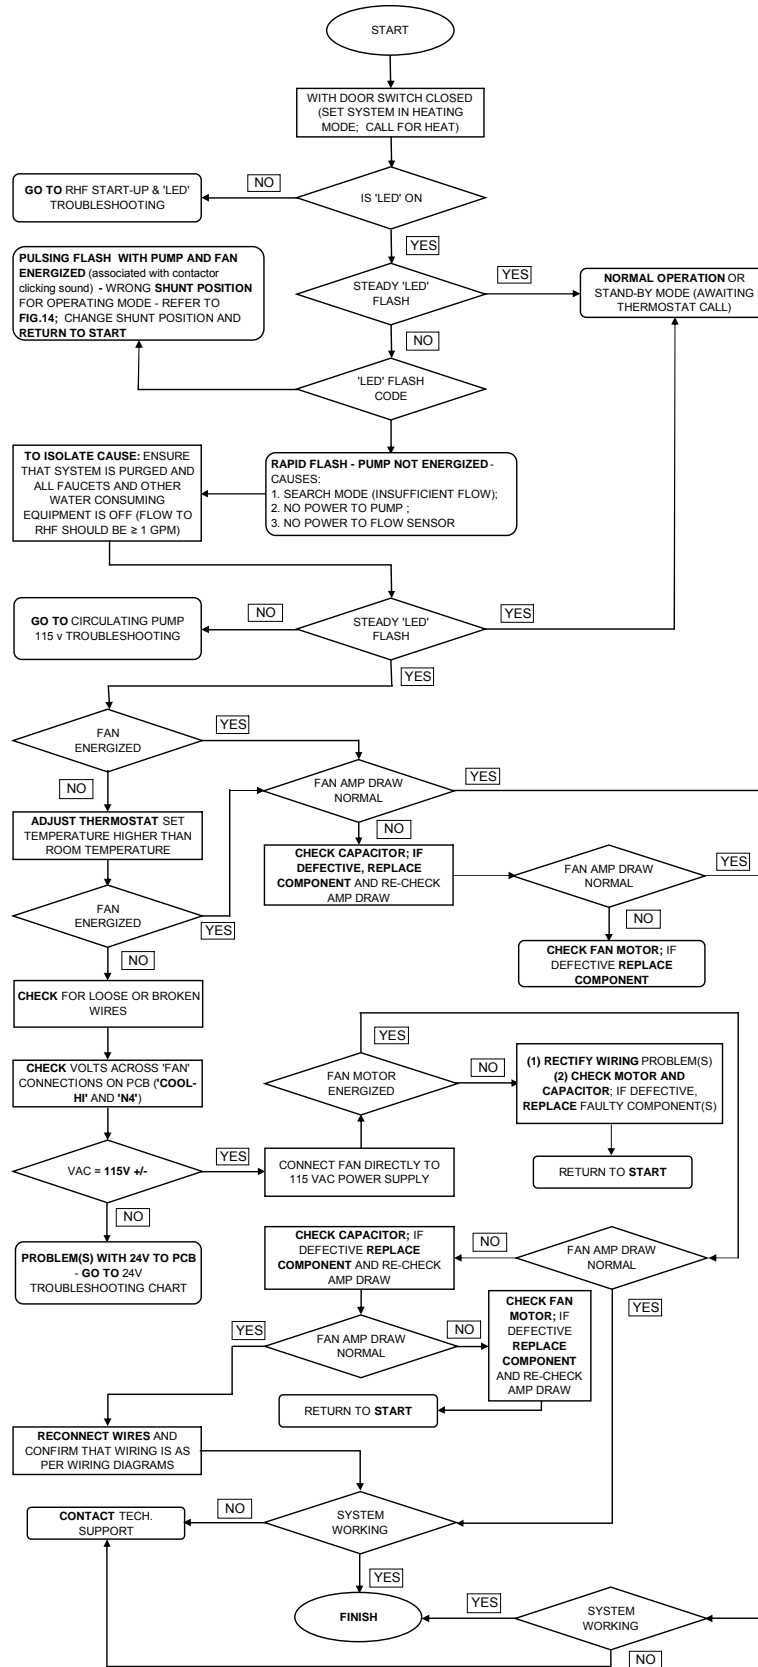 START
WITH DOOR SWITCH CLOSED
(SET SYSTEM IN HEATING
MODE; CALL FOR HEAT)
IS 'LED' ON
NO
GO TO RHF START-UP & 'LED'
TROUBLESHOOTING
YES
STEADY 'LED'
FLASH
YES
NORMAL OPERATION OR
STAND-BY MODE (AWAITING
THERMOSTAT CALL)
PULSING FLASH WITH PUMP AND FAN
ENERGIZED (associated with contactor
clicking sound) - WRONG SHUNT POSITION
FOR OPERATING MODE - REFER TO
FIG.14; CHANGE SHUNT POSITION AND
RETURN TO START
NO
'LED' FLASH
CODE
TO ISOLATE CAUSE: ENSURE
THAT SYSTEM IS PURGED AND
ALL FAUCETS AND OTHER
WATER CONSUMING
EQUIPMENT IS OFF (FLOW TO
RHF SHOULD BE ≥ 1 GPM)
RAPID FLASH - PUMP NOT ENERGIZED -
CAUSES:
1. SEARCH MODE (INSUFFICIENT FLOW);
2. NO POWER TO PUMP ;
3. NO POWER TO FLOW SENSOR
GO TO CIRCULATING PUMP
115 v TROUBLESHOOTING
NO
STEADY 'LED'
FLASH
YES
YES
FAN
ENERGIZED
YES
NO
FAN AMP DRAW
NORMAL
YES
ADJUST THERMOSTAT SET
TEMPERATURE HIGHER THAN
ROOM TEMPERATURE
NO
CHECK CAPACITOR; IF
DEFECTIVE, REPLACE
COMPONENT AND RE-CHECK
AMP DRAW
FAN AMP DRAW
NORMAL
YES
FAN
ENERGIZED
YES
NO
CHECK FAN MOTOR; IF
DEFECTIVE REPLACE
COMPONENT
NO
CHECK FOR LOOSE OR BROKEN
WIRES
CHECK VOLTS ACROSS 'FAN'
CONNECTIONS ON PCB ('COOL-
HI' AND 'N4')
YES
FAN MOTOR
ENERGIZED
NO
(1) RECTIFY WIRING PROBLEM(S)
(2) CHECK MOTOR AND
CAPACITOR; IF DEFECTIVE,
REPLACE FAULTY COMPONENT(S)
VAC = 115V +/-
YES
CONNECT FAN DIRECTLY TO
115 VAC POWER SUPPLY
RETURN TO START
NO
PROBLEM(S) WITH 24V TO PCB
- GO TO 24V
TROUBLESHOOTING CHART
CHECK CAPACITOR; IF
DEFECTIVE REPLACE
COMPONENT AND RE-CHECK
AMP DRAW
NO
FAN AMP DRAW
NORMAL
YES
YES
FAN AMP DRAW
NORMAL
NO
CHECK FAN
MOTOR; IF
DEFECTIVE
REPLACE
COMPONENT
AND RE-CHECK
AMP DRAW
RETURN TO START
RECONNECT WIRES AND
CONFIRM THAT WIRING IS AS
PER WIRING DIAGRAMS
CONTACT TECH.
SUPPORT
NO
SYSTEM
WORKING
YES
FINISH
YES
SYSTEM
WORKING
NO